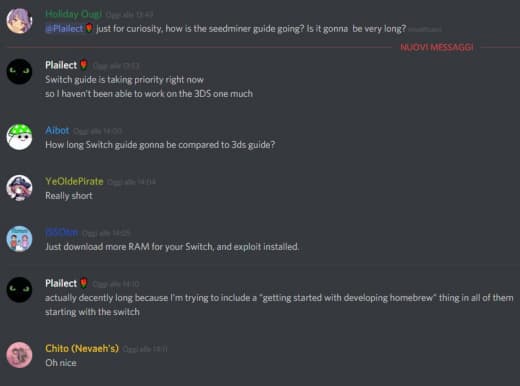 Holiday Ougi Oggi alle 13:49
@Plailect🌹 just for curiosity, how is the seedminer guide going? Is it gonna be very long? (modificato)
NUOVI MESSAGGI
Plailect🌹 Oggi alle 13:53
Switch guide is taking priority right now
so I haven't been able to work on the 3DS one much
Aibot Oggi alle 14:00
How long Switch guide gonna be compared to 3ds guide?
YeOldePirate Oggi alle 14:04
Really short
Oggi alle 14:05
Just download more RAM for your Switch, and exploit installed.
Plailect🌹 Oggi alle 14:10
actually decently long because I'm trying to include a "getting started with developing homebrew" thing in all of them
starting with the switch
Chito (Nevaeh's) Oggi alle 14:11
Oh nice